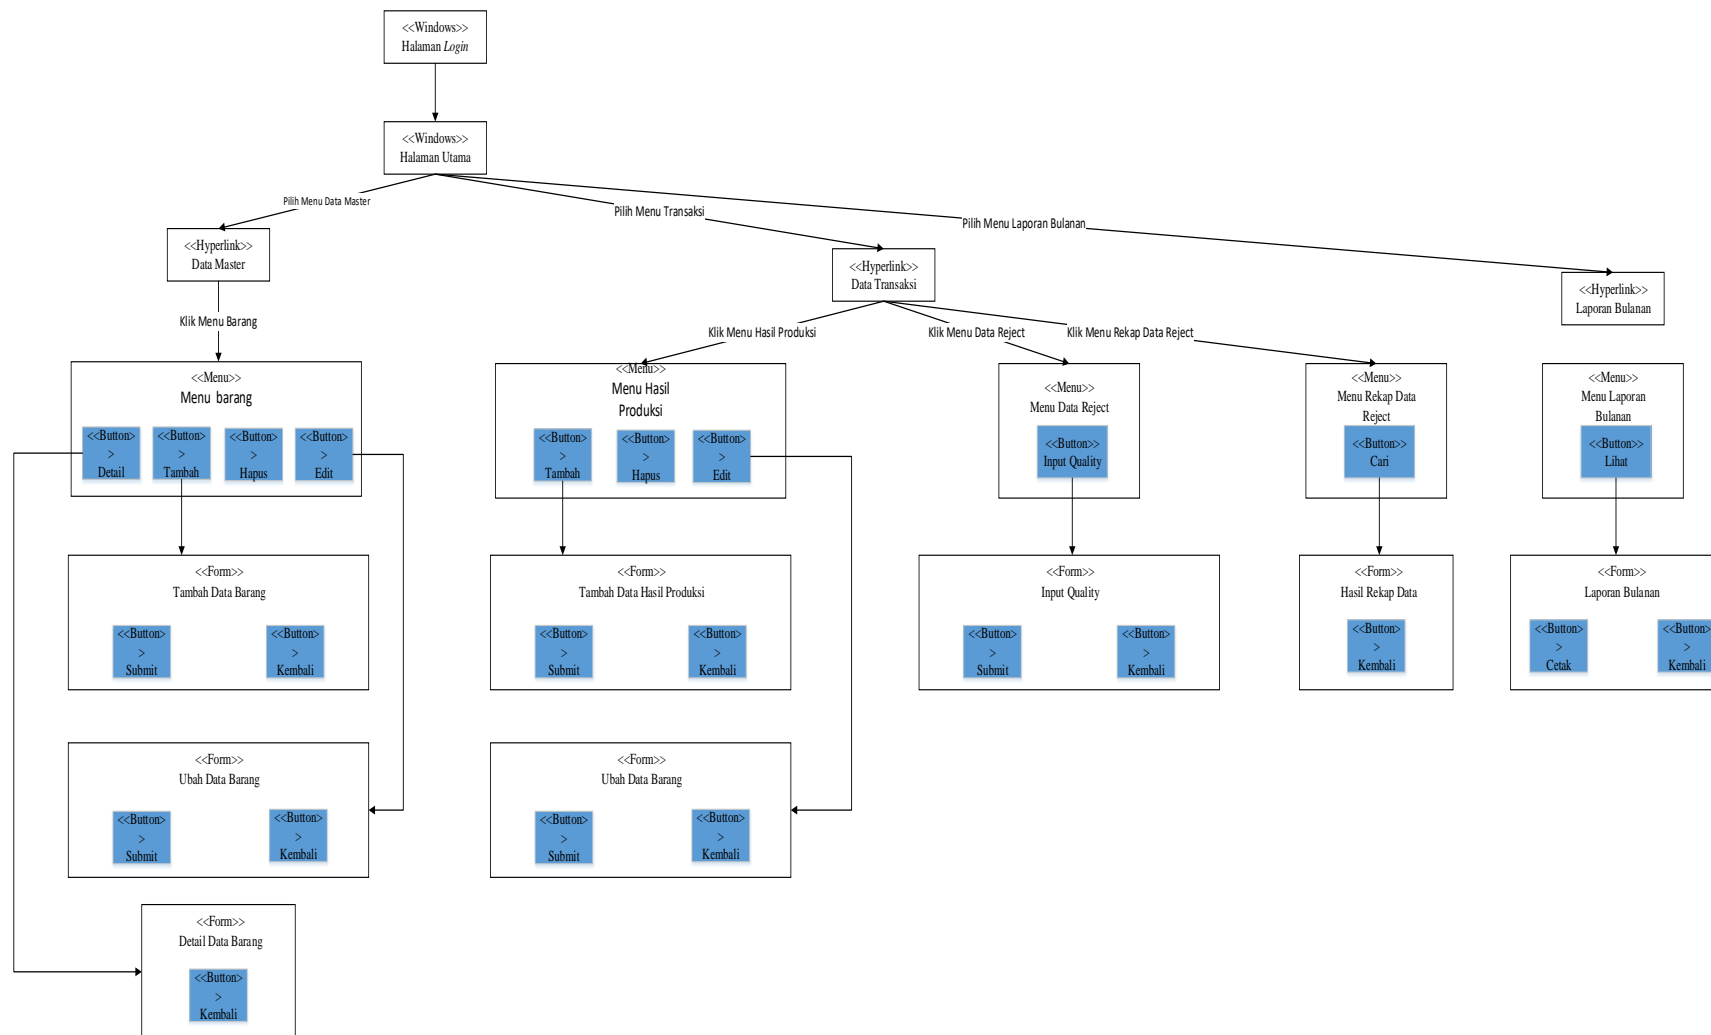 <<Windows>>
Halaman Login
<<Windows>>
Halaman Utama
Pilih Menu Data Master
Pilih Menu Transaksi
Pilih Menu Laporan Bulanan
<<Hyperlink>>
Data Master
<<Hyperlink>>
Data Transaksi
<<Hyperlink>>
Laporan Bulanan
Klik Menu Barang
Klik Menu Hasil Produksi
Klik Menu Data Reject
Klik Menu Rekap Data Reject
<<Menu>>
Menu barang
<<Button>
>
Detail
<<Button>
>
Tambah
<<Button>
>
Hapus
<<Button>
>
Edit
<<Menu>>
Menu Hasil
Produksi
<<Button>
>
Tambah
<<Button>
>
Hapus
<<Button>
>
Edit
<<Menu>>
Menu Data Reject
<<Button>>
Input Quality
<<Menu>>
Menu Rekap Data
Reject
<<Button>>
Cari
<<Menu>>
Menu Laporan
Bulanan
<<Button>>
Lihat
<<Form>>
Tambah Data Barang
<<Button>
>
Submit
<<Button>
>
Kembali
<<Form>>
Tambah Data Hasil Produksi
<<Button>
>
Submit
<<Button>
>
Kembali
<<Form>>
Input Quality
<<Button>
>
Submit
<<Button>
>
Kembali
<<Form>>
Hasil Rekap Data
<<Button>
>
Kembali
<<Form>>
Laporan Bulanan
<<Button>
>
Cetak
<<Button>
>
Kembali
<<Form>>
Ubah Data Barang
<<Button>
>
Submit
<<Button>
>
Kembali
<<Form>>
Ubah Data Barang
<<Button>
>
Submit
<<Button>
>
Kembali
<<Form>>
Detail Data Barang
<<Button>
>
Kembali